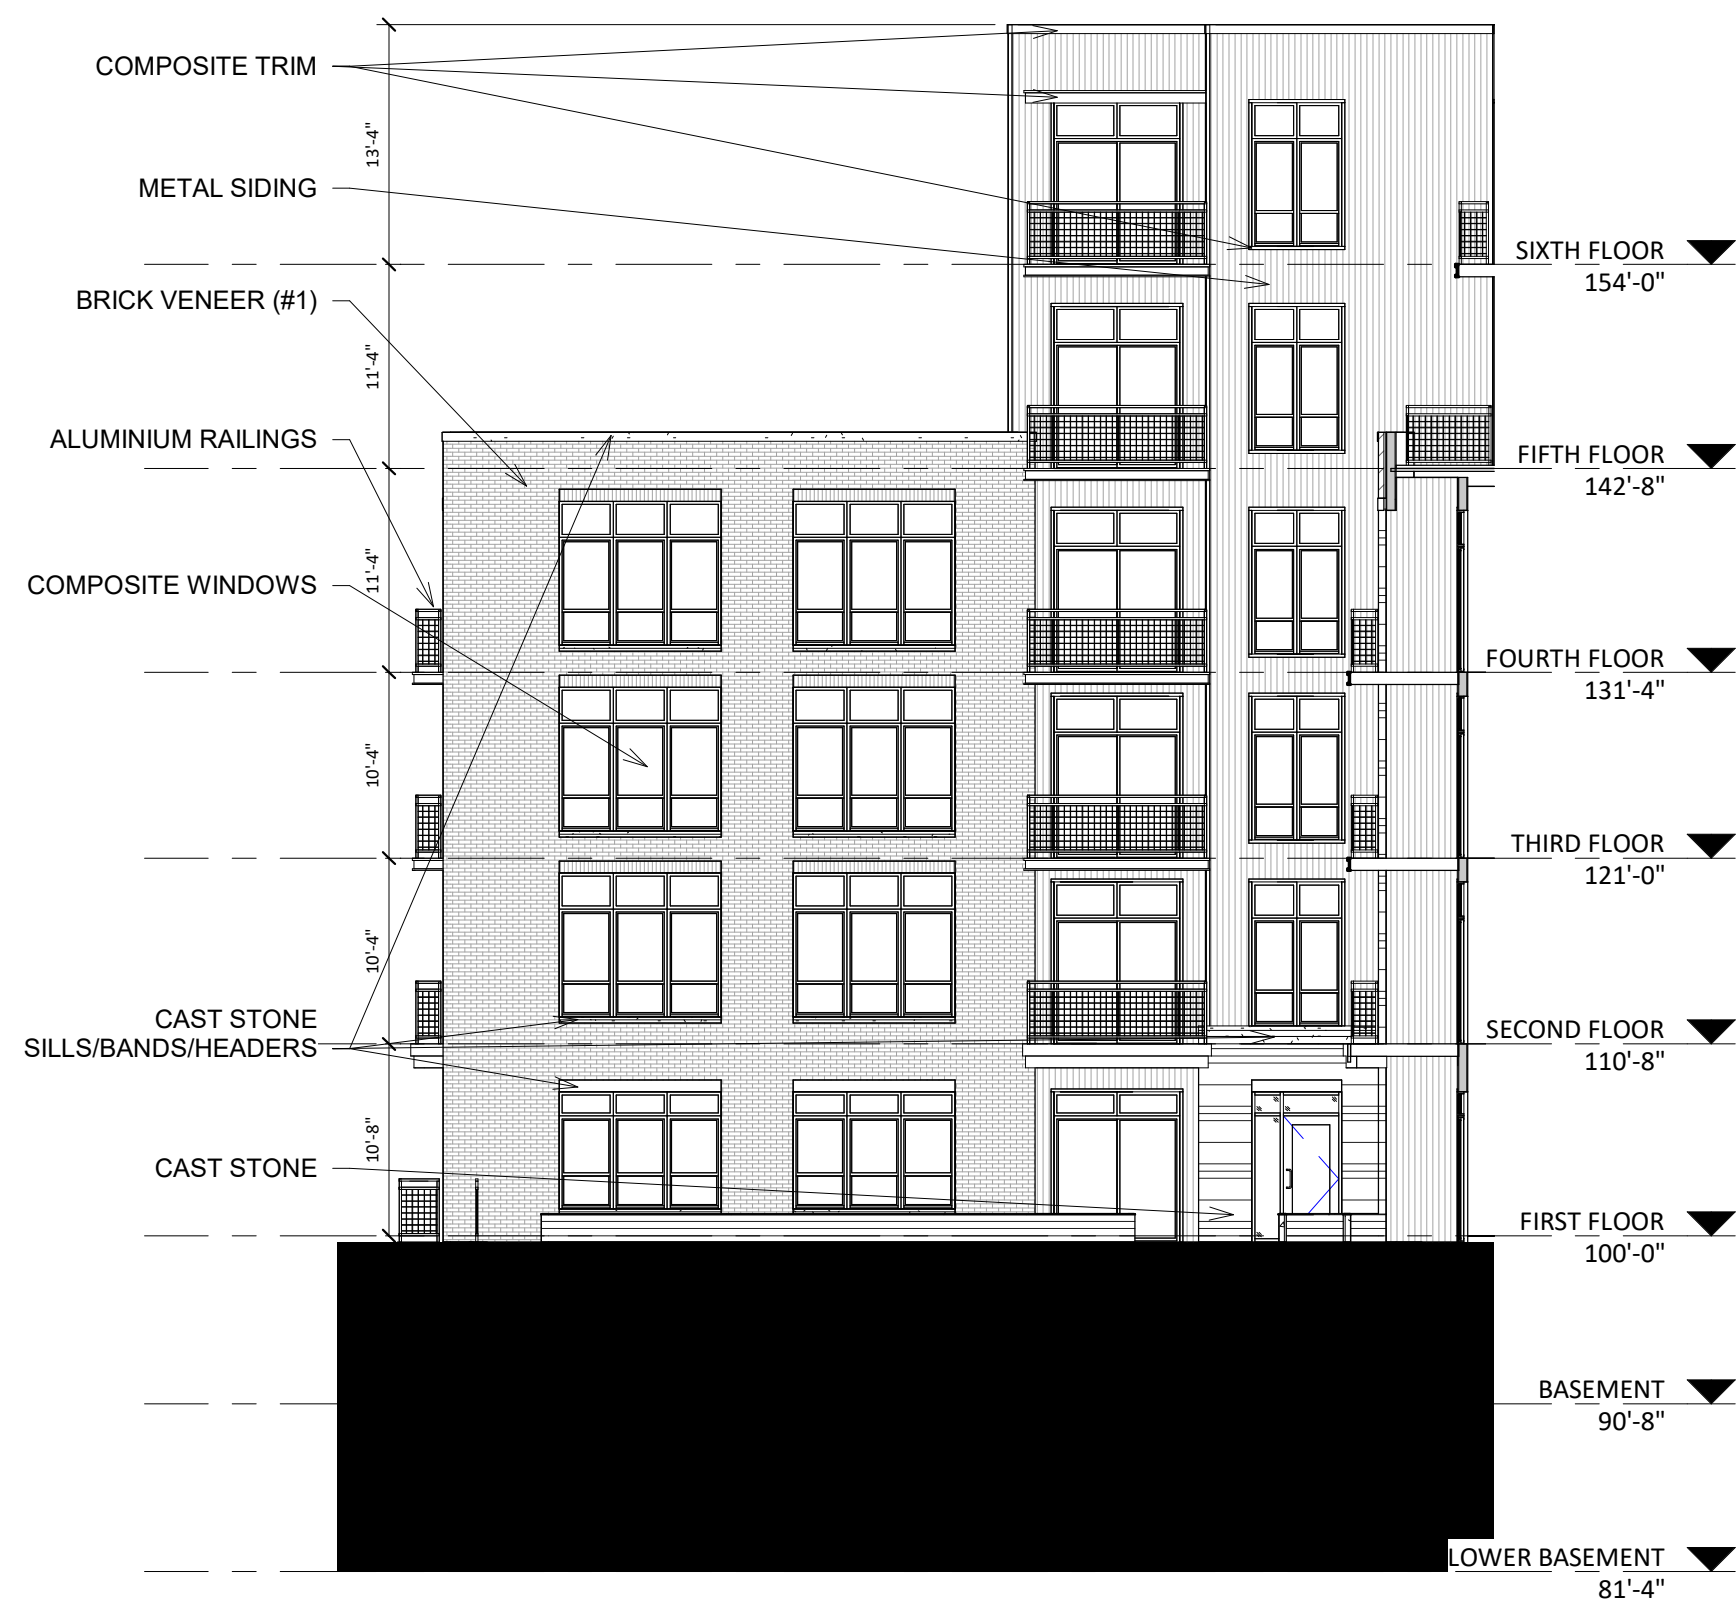 COMPOSITE TRIM
13'-4"
METAL SIDING
SIXTH FLOOR
154'-0"
BRICK VENEER (#1)
11'-4"
ALUMINIUM RAILINGS
FIFTH FLOOR
142'-8"
11'-4"
COMPOSITE WINDOWS
FOURTH FLOOR
131'-4"
10'-4"
THIRD FLOOR
121'-0"
10'-4"
CAST STONE
SILLS/BANDS/HEADERS
SECOND FLOOR
110'-8"
10'-8"
CAST STONE
FIRST FLOOR
100'-0"
BASEMENT
90'-8"
LOWER BASEMENT
81'-4"